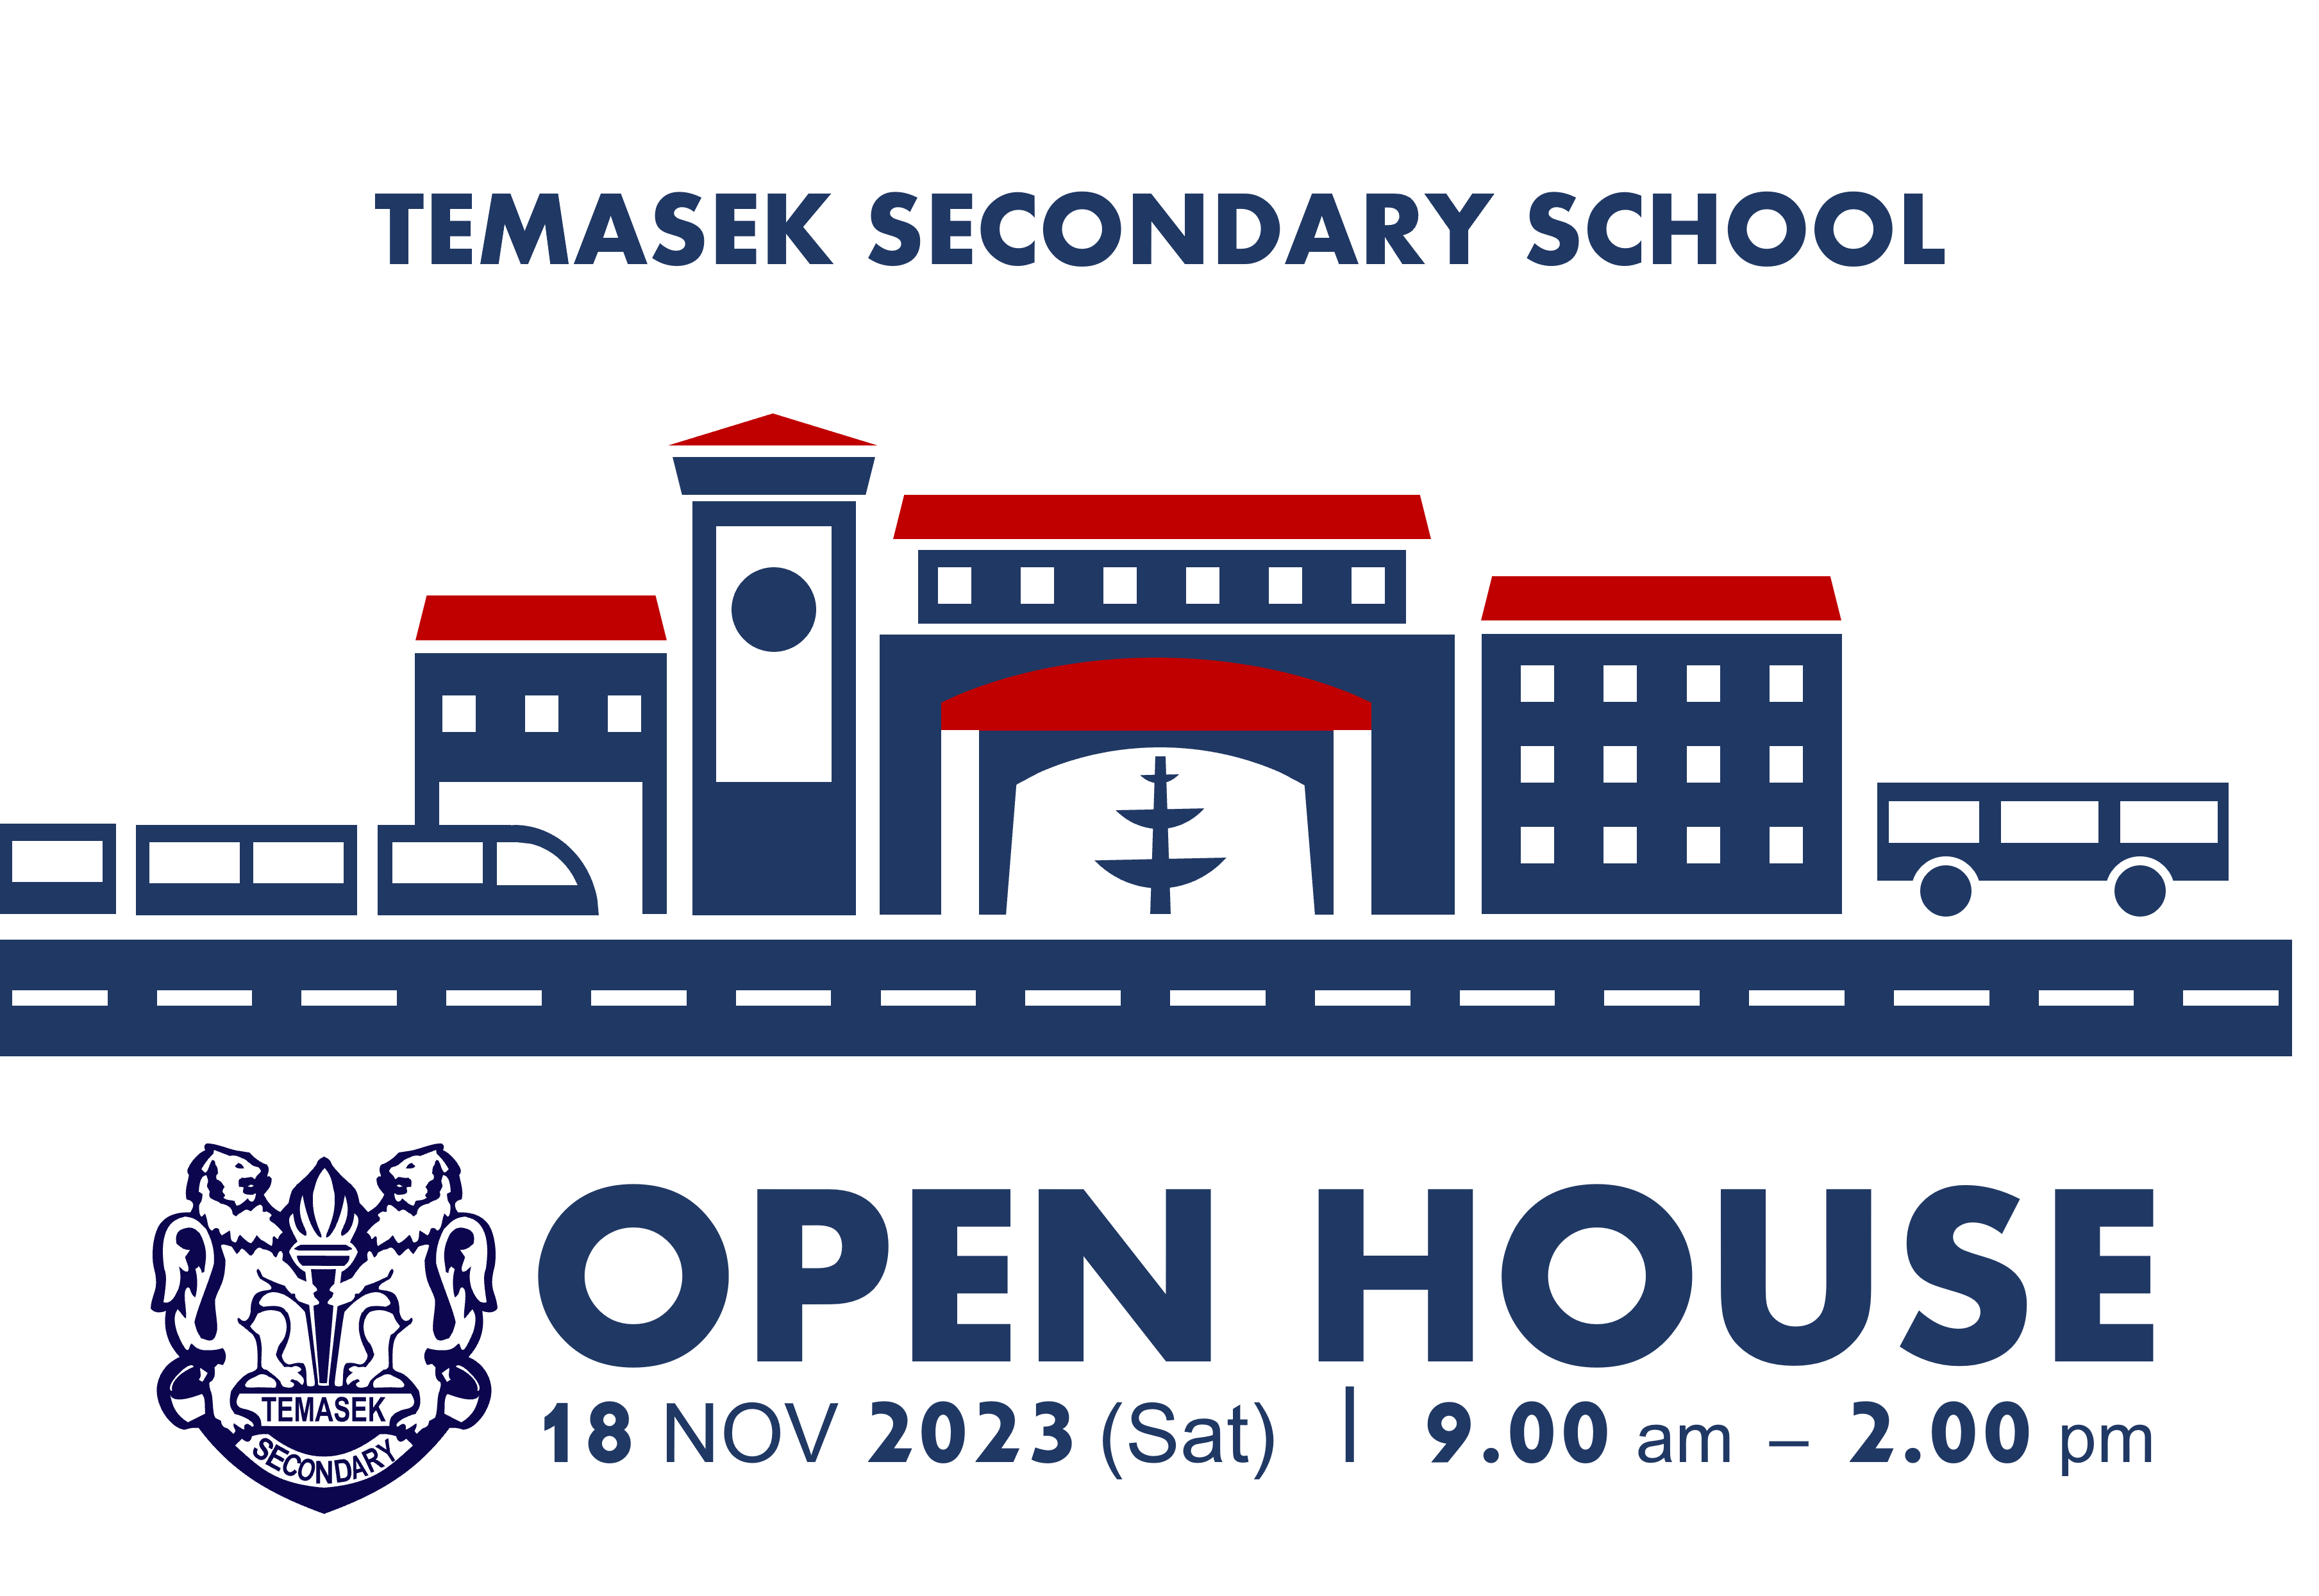 TEMASEK SECONDARY SCHOOL
OPEN HOUSE
TEMASEK
SECONDARY
18 NOV 2023 (Sat) | 9.00 am – 2.00 pm